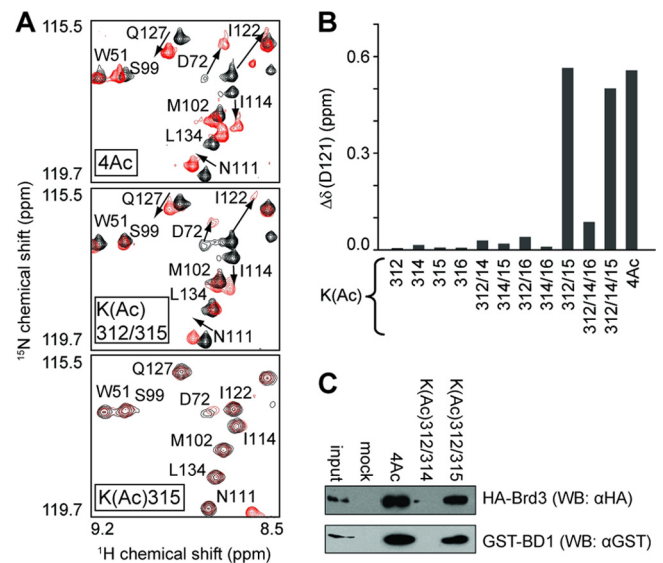 A
115.5
Q127
I122
W51
S99
D72
M102
I114
L134
4Ac
N111
119.7
115.5
Q127
I122
W51
S99
D72
M102
I114
L134
K(Ac)
312/315
N111
119.7
115.5
Q127
W51
S99
D72
I122
M102
I114
L134
K(Ac)315
N111
119.7
9.2
8.5
¹H chemical shift (ppm)
¹⁵N chemical shift (ppm)
B
Δδ(D121) (ppm)
0.6
0.3
0.0
K(Ac)
312
314
315
316
312/14
314/15
312/16
314/16
312/15
312/14/16
312/14/15
4Ac
C
input
mock
4Ac
K(Ac)312/314
K(Ac)312/315
HA-Brd3 (WB: αHA)
GST-BD1 (WB: αGST)